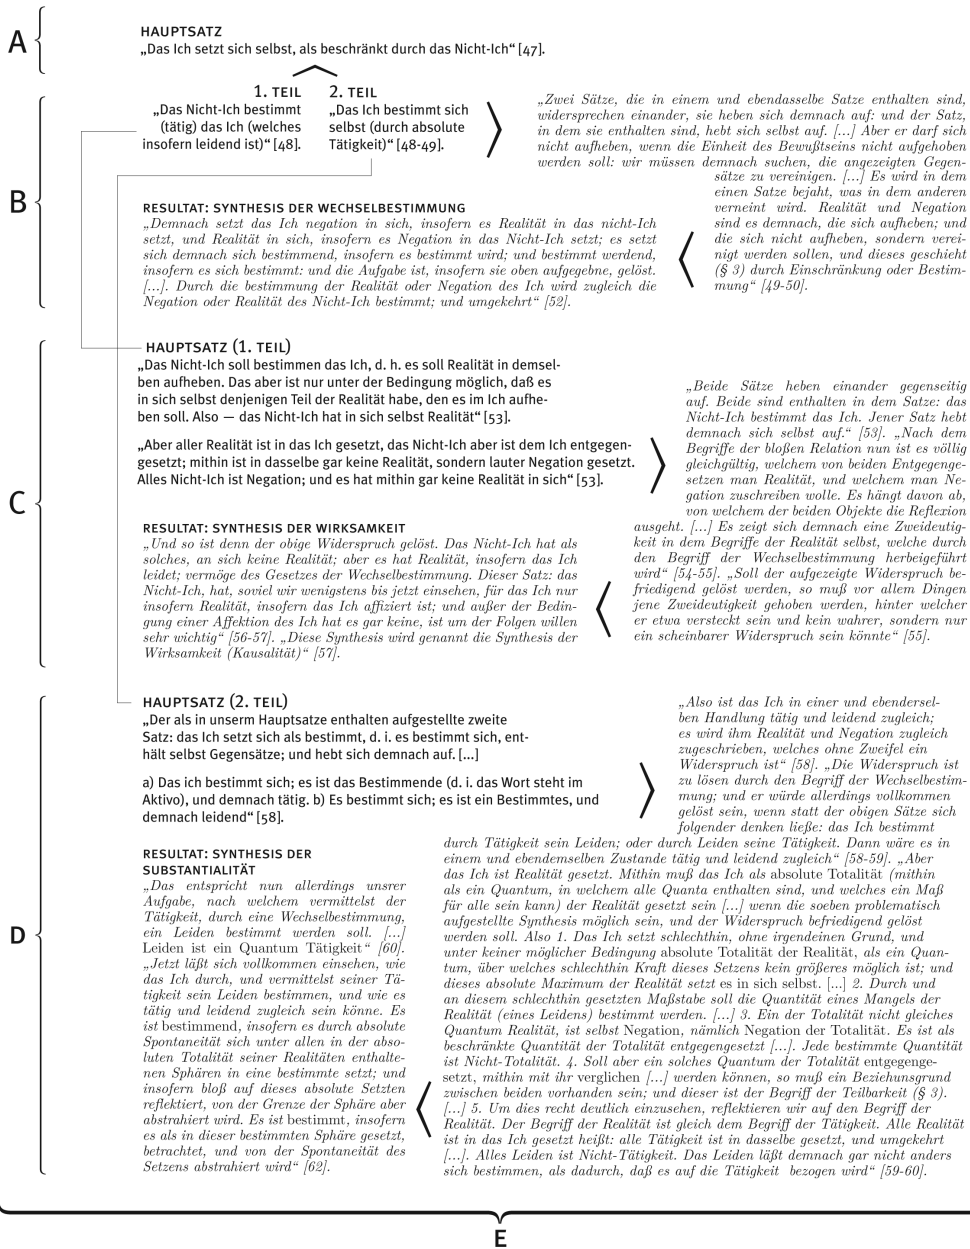 A
HAUPTSATZ
„Das Ich setzt sich selbst, als beschränkt durch das Nicht-Ich“ [47].
B
1. TEIL
„Das Nicht-Ich bestimmt
(tätig) das Ich (welches
insofern leidend ist)“ [48].
2. TEIL
„Das Ich bestimmt sich
selbst (durch absolute
Tätigkeit)“ [48-49].
„Zwei Sätze, die in einem und ebendasselbe Satze enthalten sind,
widersprechen einander, sie heben sich demnach auf: und der Satz,
in dem sie enthalten sind, hebt sich selbst auf. [...] Aber er darf sich
nicht aufheben, wenn die Einheit des Bewußtseins nicht aufgehoben
werden soll: wir müssen demnach suchen, die angezeigten Gegen-
sätze zu vereinigen. [...] Es wird in dem
einen Satze bejaht, was in dem anderen
verneint wird. Realität und Negation
sind es demnach, die sich aufheben; und
die sich nicht aufheben, sondern verei-
nigt werden sollen, und dieses geschieht
(§ 3) durch Einschränkung oder Bestim-
mung“ [49-50].
RESULTAT: SYNTHESIS DER WECHSELBESTIMMUNG
„Demnach setzt das Ich negation in sich, insofern es Realität in das nicht-Ich
setzt, und Realität in sich, insofern es Negation in das Nicht-Ich setzt; es setzt
sich demnach sich bestimmend, insofern es bestimmt wird; und bestimmt werdend,
insofern es sich bestimmt: und die Aufgabe ist, insofern sie oben aufgegebne, gelöst.
[...]. Durch die bestimmung der Realität oder Negation des Ich wird zugleich die
Negation oder Realität des Nicht-Ich bestimmt; und umgekehrt“ [52].
C
HAUPTSATZ (1. TEIL)
„Das Nicht-Ich soll bestimmen das Ich, d. h. es soll Realität in demsel-
ben aufheben. Das aber ist nur unter der Bedingung möglich, daß es
in sich selbst denjenigen Teil der Realität habe, den es im Ich aufhe-
ben soll. Also — das Nicht-Ich hat in sich selbst Realität“ [53].
„Aber aller Realität ist in das Ich gesetzt, das Nicht-Ich aber ist dem Ich entgegen-
gesetzt; mithin ist in dasselbe gar keine Realität, sondern lauter Negation gesetzt.
Alles Nicht-Ich ist Negation; und es hat mithin gar keine Realität in sich“ [53].
„Beide Sätze heben einander gegenseitig
auf. Beide sind enthalten in dem Satze: das
Nicht-Ich bestimmt das Ich. Jener Satz hebt
demnach sich selbst auf.“ [53]. „Nach dem
Begriffe der bloßen Relation nun ist es völlig
gleichgültig, welchem von beiden Entgegenge-
setzen man Realität, und welchem man Ne-
gation zuschreiben wolle. Es hängt davon ab,
von welchem der beiden Objekte die Reflexion
ausgeht. [...] Es zeigt sich demnach eine Zweideutig-
keit in dem Begriffe der Realität selbst, welche durch
den Begriff der Wechselbestimmung herbeigeführt
wird“ [54-55]. „Soll der aufgezeigte Widerspruch be-
friedigend gelöst werden, so muß vor allem Dingen
jene Zweideutigkeit gehoben werden, hinter welcher
er etwa versteckt sein und kein wahrer, sondern nur
ein scheinbarer Widerspruch sein könnte“ [55].
RESULTAT: SYNTHESIS DER WIRKSAMKEIT
„Und so ist denn der obige Widerspruch gelöst. Das Nicht-Ich hat als
solches, an sich keine Realität; aber es hat Realität, insofern das Ich
leidet; vermöge des Gesetzes der Wechselbestimmung. Dieser Satz: das
Nicht-Ich, hat, soviel wir wenigstens bis jetzt einsehen, für das Ich nur
insofern Realität, insofern das Ich affiziert ist; und außer der Bedin-
gung einer Affektion des Ich hat es gar keine, ist um der Folgen willen
sehr wichtig“ [56-57]. „Diese Synthesis wird genannt die Synthesis der
Wirksamkeit (Kausalität)“ [57].
D
HAUPTSATZ (2. TEIL)
„Der als in unserm Hauptsatze enthalten aufgestellte zweite
Satz: das Ich setzt sich als bestimmt, d. i. es bestimmt sich, ent-
hält selbst Gegensätze; und hebt sich demnach auf. [...]
a) Das ich bestimmt sich; es ist das Bestimmende (d. i. das Wort steht im
Aktivo), und demnach tätig. b) Es bestimmt sich; es ist ein Bestimmtes, und
demnach leidend“ [58].
„Also ist das Ich in einer und ebendersel-
ben Handlung tätig und leidend zugleich;
es wird ihm Realität und Negation zugleich
zugeschrieben, welches ohne Zweifel ein
Widerspruch ist“ [58]. „Die Widerspruch ist
zu lösen durch den Begriff der Wechselbestim-
mung; und er würde allerdings vollkommen
gelöst sein, wenn statt der obigen Sätze sich
folgender denken ließe: das Ich bestimmt
durch Tätigkeit sein Leiden; oder durch Leiden seine Tätigkeit. Dann wäre es in
einem und ebendemselben Zustande tätig und leidend zugleich“ [58-59]. „Aber
das Ich ist Realität gesetzt. Mithin muß das Ich als absolute Totalität (mithin
als ein Quantum, in welchem alle Quanta enthalten sind, und welches ein Maß
für alle sein kann) der Realität gesetzt sein [...] wenn die soeben problematisch
aufgestellte Synthesis möglich sein, und der Widerspruch befriedigend gelöst
werden soll. Also 1. Das Ich setzt schlechthin, ohne irgendeinen Grund, und
unter keiner möglicher Bedingung absolute Totalität der Realität, als ein Quan-
tum, über welches schlechthin Kraft dieses Setzens kein größeres möglich ist; und
dieses absolute Maximum der Realität setzt es in sich selbst. [...] 2. Durch und
an diesem schlechthin gesetzten Maßstabe soll die Quantität eines Mangels der
Realität (eines Leidens) bestimmt werden. [...] 3. Ein der Totalität nicht gleiches
Quantum Realität, ist selbst Negation, nämlich Negation der Totalität. Es ist als
beschränkte Quantität der Totalität entgegengesetzt [...]. Jede bestimmte Quantität
ist Nicht-Totalität. 4. Soll aber ein solches Quantum der Totalität entgegenge-
setzt, mithin mit ihr verglichen [...] werden können, so muß ein Beziehunsgrund
zwischen beiden vorhanden sein; und dieser ist der Begriff der Teilbarkeit (§ 3).
[...] 5. Um dies recht deutlich einzusehen, reflektieren wir auf den Begriff der
Realität. Der Begriff der Realität ist gleich dem Begriff der Tätigkeit. Alle Realität
ist in das Ich gesetzt heißt: alle Tätigkeit ist in dasselbe gesetzt, und umgekehrt
[...]. Alles Leiden ist Nicht-Tätigkeit. Das Leiden läßt demnach gar nicht anders
sich bestimmen, als dadurch, daß es auf die Tätigkeit bezogen wird“ [59-60].
RESULTAT: SYNTHESIS DER
SUBSTANTIALITÄT
„Das entspricht nun allerdings unsrer
Aufgabe, nach welchem vermittelst der
Tätigkeit, durch eine Wechselbestimmung,
ein Leiden bestimmt werden soll. [...]
Leiden ist ein Quantum Tätigkeit“ [60].
„Jetzt läßt sich vollkommen einsehen, wie
das Ich durch, und vermittelst seiner Tä-
tigkeit sein Leiden bestimmen, und wie es
tätig und leidend zugleich sein könne. Es
ist bestimmend, insofern es durch absolute
Spontaneität sich unter allen in der abso-
luten Totalität seiner Realitäten enthalte-
nen Sphären in eine bestimmte setzt; und
insofern bloß auf dieses absolute Setzten
reflektiert, von der Grenze der Sphäre aber
abstrahiert wird. Es ist bestimmt, insofern
es als in dieser bestimmten Sphäre gesetzt,
betrachtet, und von der Spontaneität des
Setzens abstrahiert wird“ [62].
E